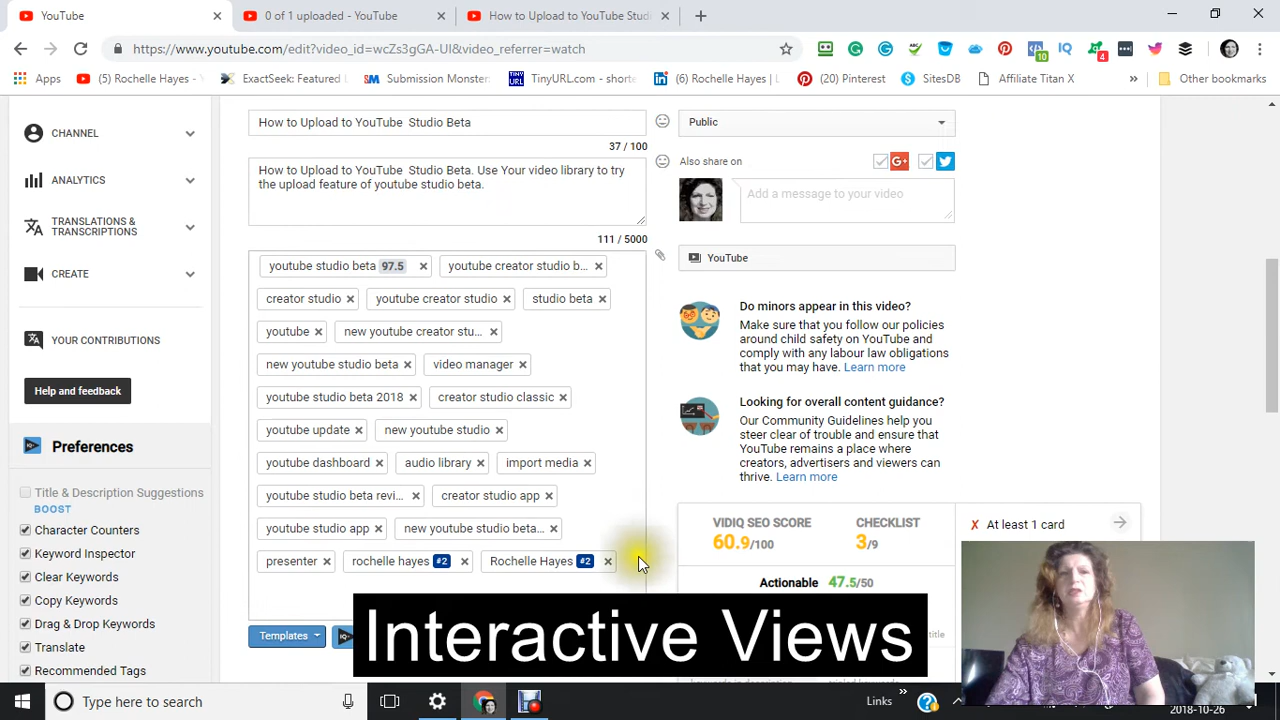 YouTube
0 of 1 uploaded - YouTube
How to Upload to YouTube Stud
https://www.youtube.com/edit?video_id=wcZs3gGA-UI&video_referrer=watch
10
4
Apps
(5) Rochelle Hayes - Y
ExactSeek: Featured L
Submission Monster
TinyURL.com - shorte
(6) Rochelle Hayes | L
(20) Pinterest
SitesDB
Affiliate Titan X
»
Other bookmarks
CHANNEL
ANALYTICS
TRANSLATIONS &
TRANSCRIPTIONS
CREATE
YOUR CONTRIBUTIONS
Help and feedback
Preferences
Title & Description Suggestions
BOOST
Character Counters
Keyword Inspector
Clear Keywords
Copy Keywords
Drag & Drop Keywords
Translate
Recommended Tags
How to Upload to YouTube  Studio Beta
37 / 100
How to Upload to YouTube  Studio Beta. Use Your video library to try
the upload feature of youtube studio beta.
111 / 5000
youtube studio beta 97.5
youtube creator studio b...
creator studio
youtube creator studio
studio beta
youtube
new youtube creator stu...
new youtube studio beta
video manager
youtube studio beta 2018
creator studio classic
youtube update
new youtube studio
youtube dashboard
audio library
import media
youtube studio beta revi...
creator studio app
youtube studio app
new youtube studio beta...
presenter
rochelle hayes #2
Rochelle Hayes #2
Templates
Public
Also share on
G+
Add a message to your video
YouTube
Do minors appear in this video?
Make sure that you follow our policies
around child safety on YouTube and
comply with any labour law obligations
that you may have. Learn more
Looking for overall content guidance?
Our Community Guidelines help you
steer clear of trouble and ensure that
YouTube remains a place where
creators, advertisers and viewers can
thrive. Learn more
VIDIQ SEO SCORE
60.9/100
CHECKLIST
3/9
Actionable 47.5/50
At least 1 card
title
Interactive Views
Type here to search
Links
»
2018-10-26